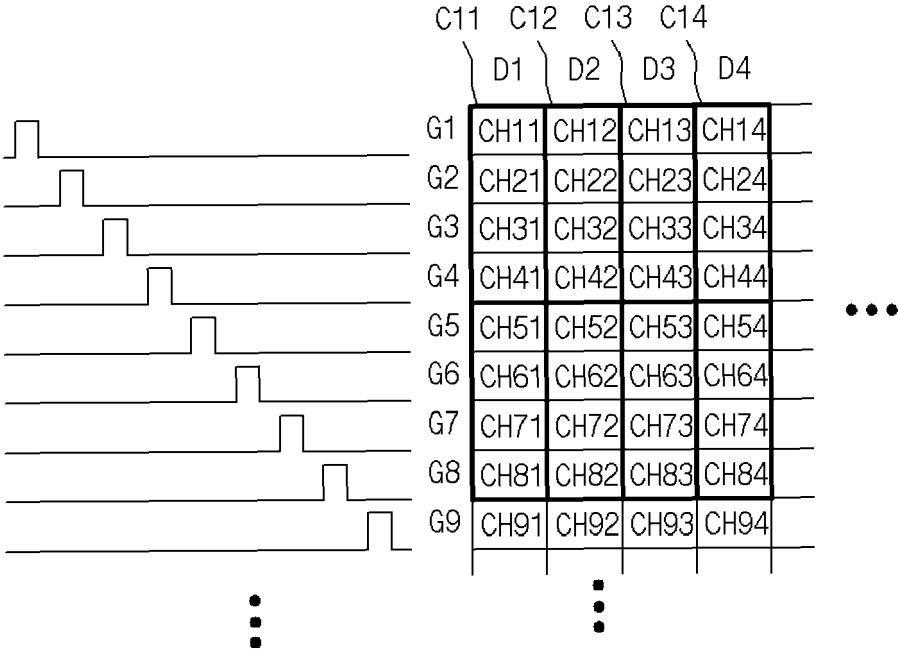 C11 C12 C13 C14
D1 D2 D3 D4
G1 CH11 CH12 CH13 CH14
G2 CH21 CH22 CH23 CH24
G3 CH31 CH32 CH33 CH34
G4 CH41 CH42 CH43 CH44
G5 CH51 CH52 CH53 CH54
G6 CH61 CH62 CH63 CH64
G7 CH71 CH72 CH73 CH74
G8 CH81 CH82 CH83 CH84
G9 CH91 CH92 CH93 CH94